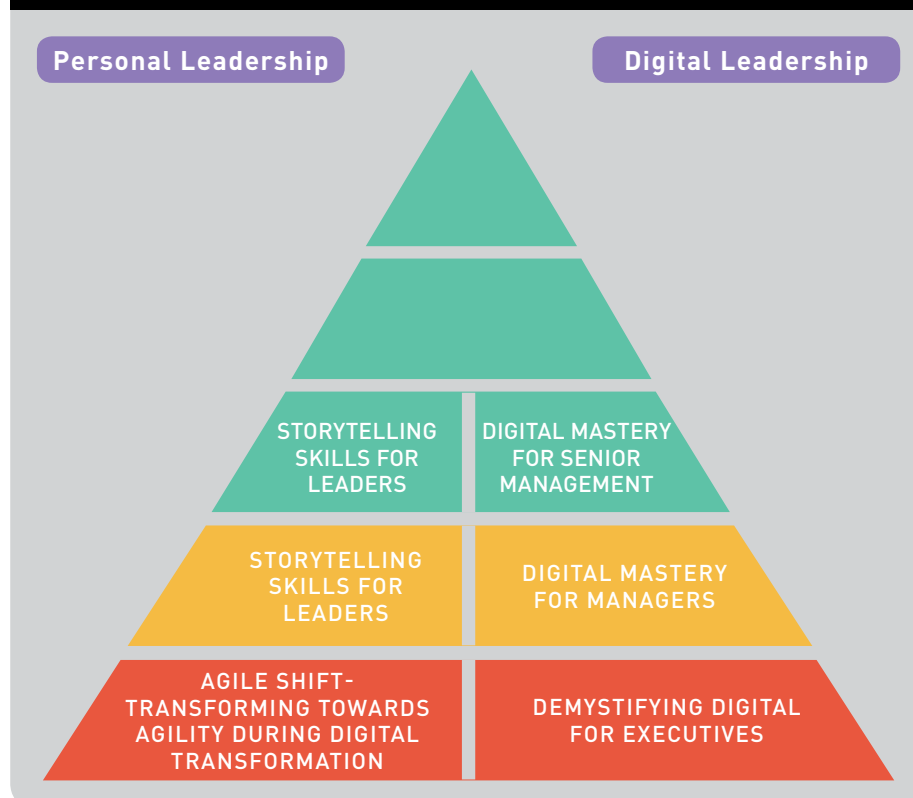 Personal Leadership
Digital Leadership
STORYTELLING
SKILLS FOR
LEADERS
DIGITAL MASTERY
FOR SENIOR
MANAGEMENT
STORYTELLING
SKILLS FOR
LEADERS
DIGITAL MASTERY
FOR MANAGERS
AGILE SHIFT-
TRANSFORMING TOWARDS
AGILITY DURING DIGITAL
TRANSFORMATION
DEMYSTIFYING DIGITAL
FOR EXECUTIVES